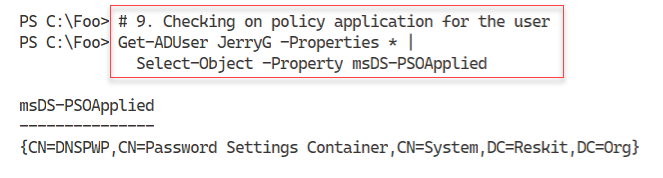 PS C:\Foo> # 9. Checking on policy application for the user
PS C:\Foo> Get-ADUser JerryG -Properties * |
Select-Object -Property msDS-PSOApplied
msDS-PSOApplied
---------------
{CN=DNSPWP,CN=Password Settings Container,CN=System,DC=Reskit,DC=Org}